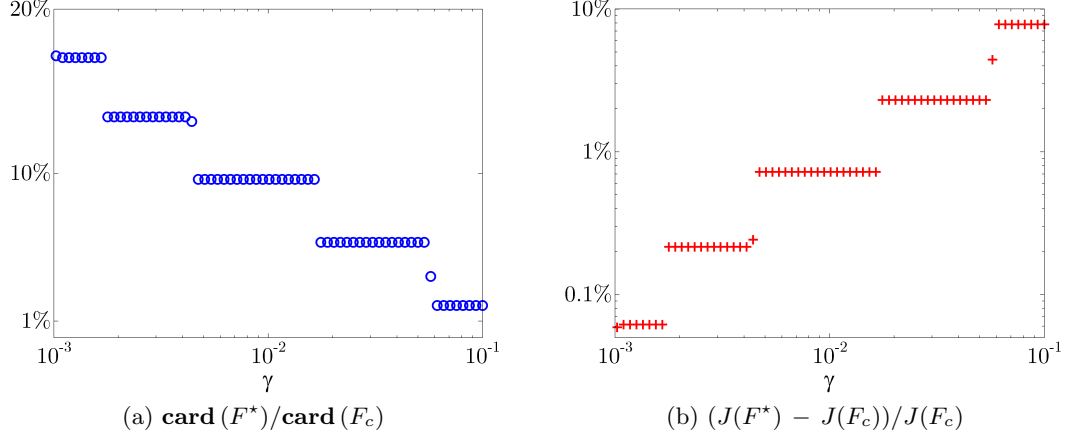 20%
10%
1%
10⁻³ 10⁻² 10⁻¹
γ
(a) card (F⋆)/card (F_c)
10%
1%
0.1%
10⁻³ 10⁻² 10⁻¹
γ
(b) (J(F⋆) − J(F_c))/J(F_c)